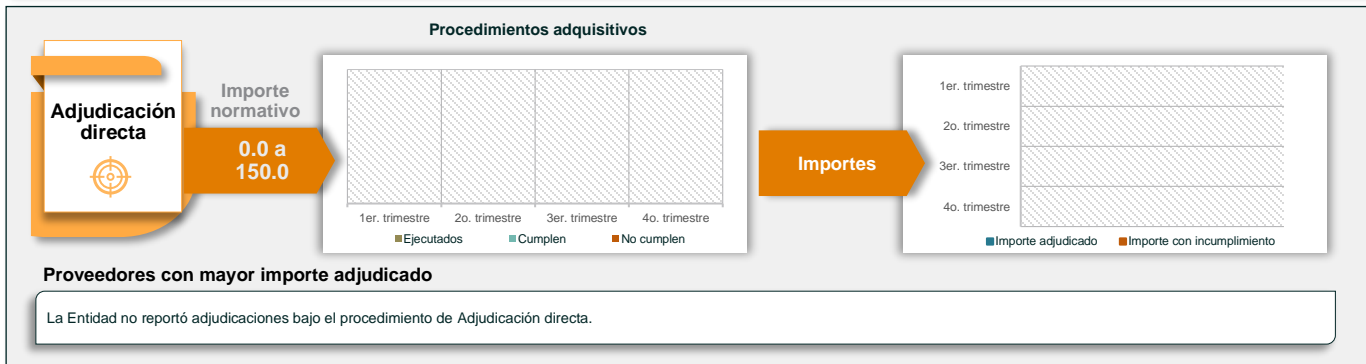 Procedimientos adquisitivos
Adjudicación
directa
Importe
normativo
0.0 a
150.0
1er. trimestre 2o. trimestre 3er. trimestre 4o. trimestre
Ejecutados Cumplen No cumplen
Importes
1er. trimestre
2o. trimestre
3er. trimestre
4o. trimestre
Importe adjudicado Importe con incumplimiento
Proveedores con mayor importe adjudicado
La Entidad no reportó adjudicaciones bajo el procedimiento de Adjudicación directa.